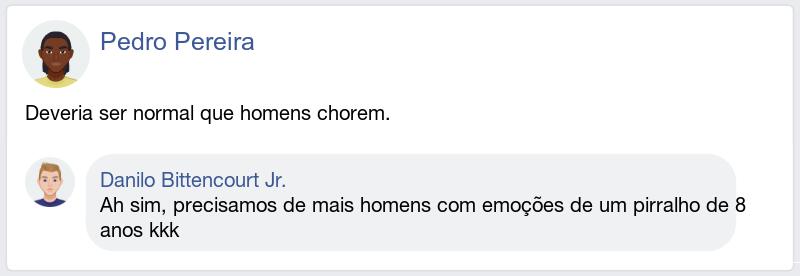 Pedro Pereira
Deveria ser normal que homens chorem.
Danilo Bittencourt Jr.
Ah sim, precisamos de mais homens com emoções de um pirralho de 8
anos kkk